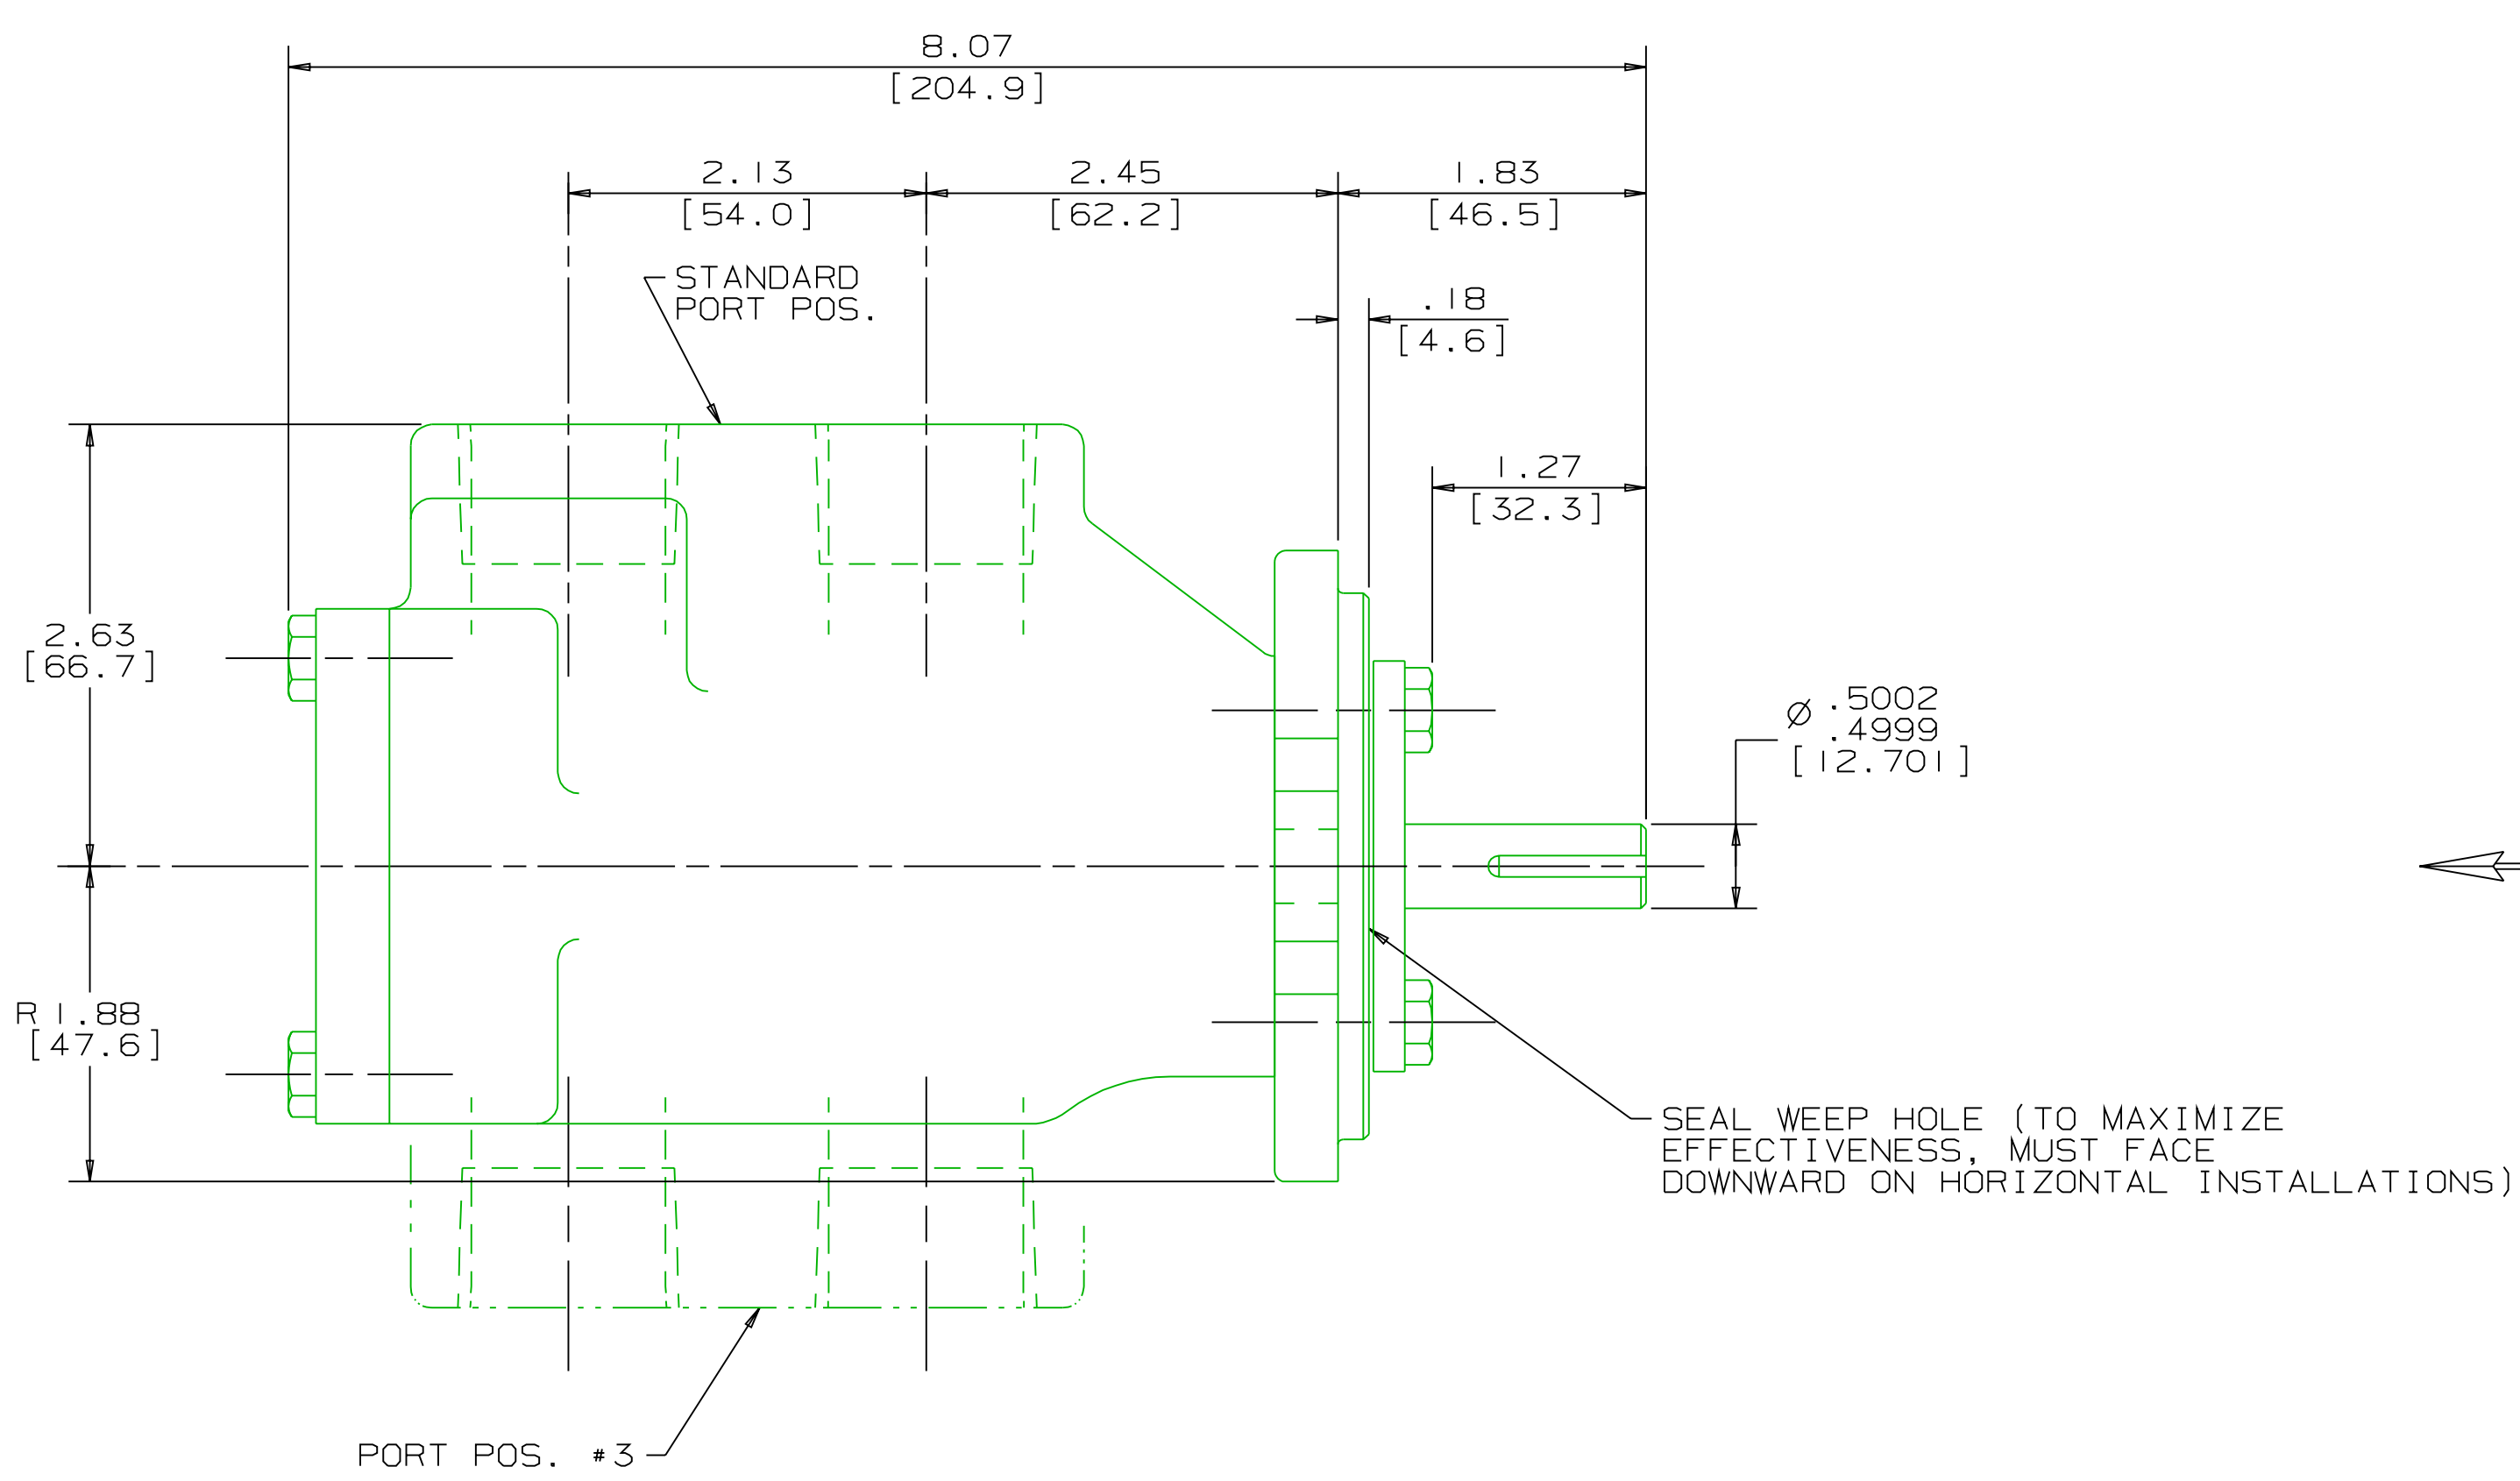 8.07
[204.9]
2.13
[54.0]
2.45
[62.2]
1.83
[46.5]
STANDARD
PORT POS.
.18
[4.6]
1.27
[32.3]
2.63
[66.7]
Ø .5002
.4999
[12.701]
R1.88
[47.6]
SEAL WEEP HOLE (TO MAXIMIZE
EFFECTIVENESS, MUST FACE
DOWNWARD ON HORIZONTAL INSTALLATIONS)
PORT POS. #3